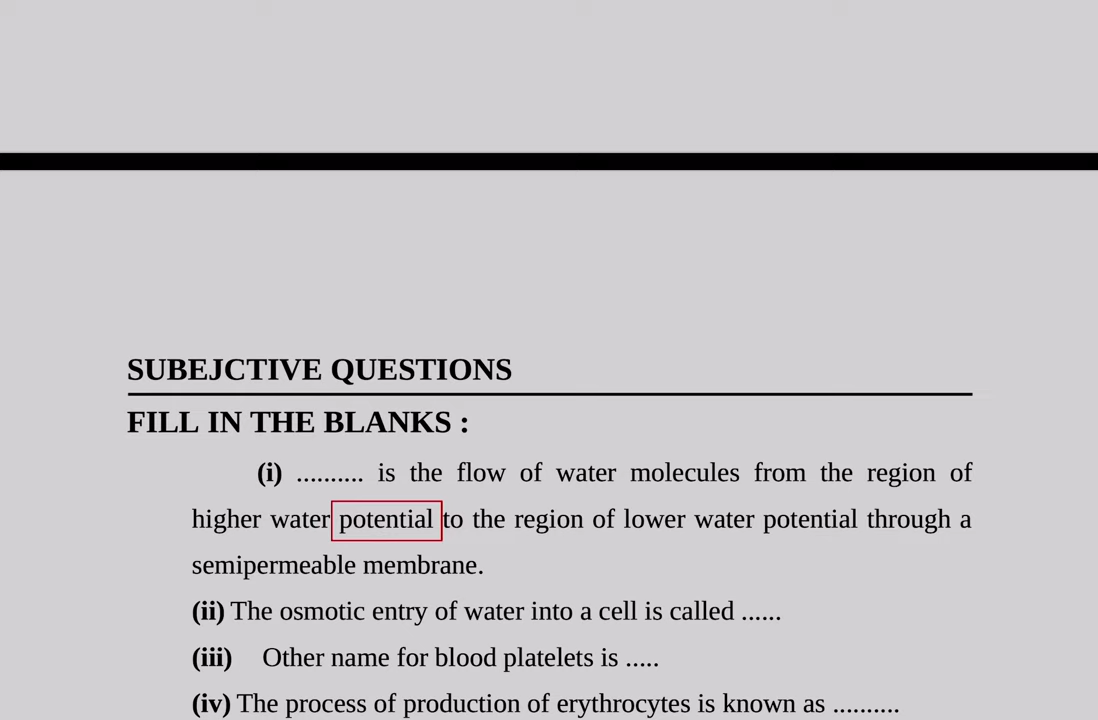 SUBEJCTIVE QUESTIONS
FILL IN THE BLANKS :
(i) .......... is the flow of water molecules from the region of
higher water potential to the region of lower water potential through a
semipermeable membrane.
(ii) The osmotic entry of water into a cell is called ......
(iii) Other name for blood platelets is .....
(iv) The process of production of erythrocytes is known as ..........